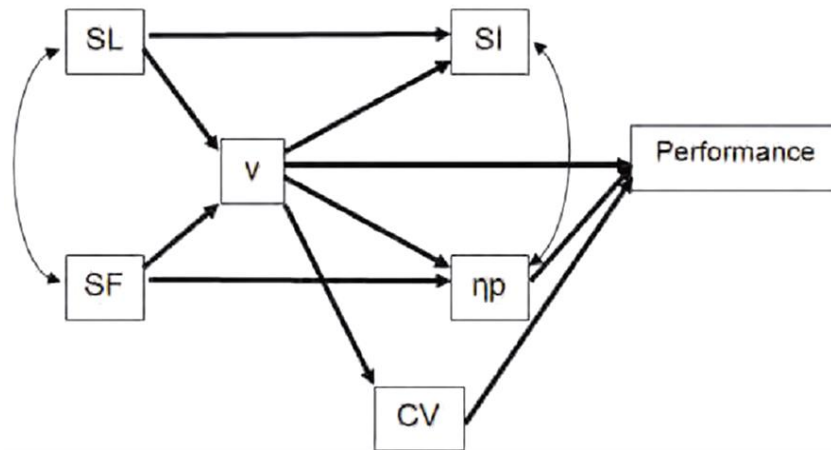 SL
SI
v
Performance
SF
ηp
CV